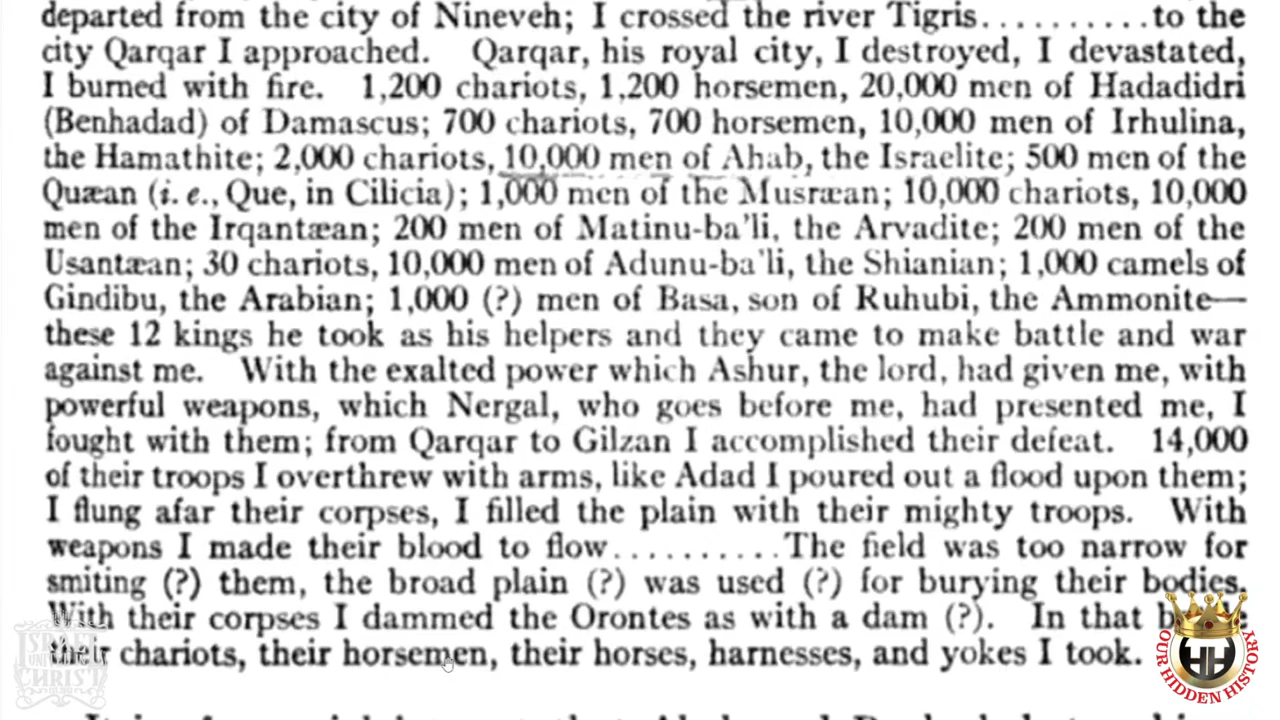 departed from the city of Nineveh; I crossed the river Tigris..........to the
city Qarqar I approached. Qarqar, his royal city, I destroyed, I devastated,
I burned with fire. 1,200 chariots, 1,200 horsemen, 20,000 men of Hadadidri
(Benhadad) of Damascus; 700 chariots, 700 horsemen, 10,000 men of Irhulina,
the Hamathite; 2,000 chariots, 10,000 men of Ahab, the Israelite; 500 men of the
Quæan (i. e., Que, in Cilicia); 1,000 men of the Musræan; 10,000 chariots, 10,000
men of the Irqantæan; 200 men of Matinu-ba'li, the Arvadite; 200 men of the
Usantæan; 30 chariots, 10,000 men of Adunu-ba'li, the Shianian; 1,000 camels of
Gindibu, the Arabian; 1,000 (?) men of Basa, son of Ruhubi, the Ammonite—
these 12 kings he took as his helpers and they came to make battle and war
against me. With the exalted power which Ashur, the lord, had given me, with
powerful weapons, which Nergal, who goes before me, had presented me, I
fought with them; from Qarqar to Gilzan I accomplished their defeat. 14,000
of their troops I overthrew with arms, like Adad I poured out a flood upon them;
I flung afar their corpses, I filled the plain with their mighty troops. With
weapons I made their blood to flow..........The field was too narrow for
smiting (?) them, the broad plain (?) was used (?) for burying their bodies.
With their corpses I dammed the Orontes as with a dam (?). In that
their chariots, their horsemen, their horses, harnesses, and yokes I took.
ISRAEL
UNITED
CHRIST
OUR HIDDEN HISTORY
HH